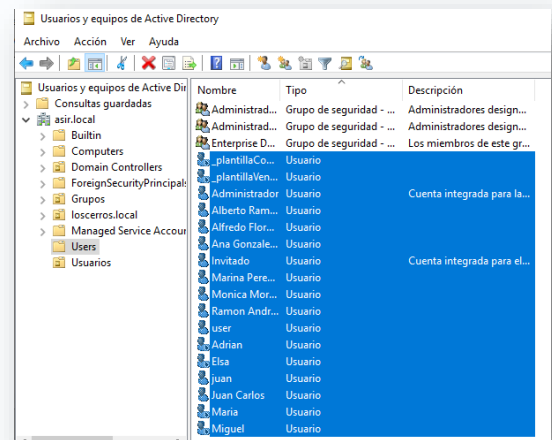 Usuarios y equipos de Active Directory
Archivo Acción Ver Ayuda
Usuarios y equipos de Active Dir
Consultas guardadas
asir.local
Builtin
Computers
Domain Controllers
ForeignSecurityPrincipals
Grupos
loscerros.local
Managed Service Accour
Users
Usuarios
Nombre Tipo Descripción
Administrad... Grupo de seguridad - ... Administradores design...
Administrad... Grupo de seguridad - ... Administradores design...
Enterprise D... Grupo de seguridad - ... Los miembros de este gr...
_plantillaCo... Usuario
_plantillaVen... Usuario
Administrador Usuario Cuenta integrada para la...
Alberto Ram... Usuario
Alfredo Flor... Usuario
Ana Gonzale... Usuario
Invitado Usuario Cuenta integrada para el...
Marina Pere... Usuario
Monica Mor... Usuario
Ramon Andr... Usuario
user Usuario
Adrian Usuario
Elsa Usuario
juan Usuario
Juan Carlos Usuario
Maria Usuario
Miguel Usuario